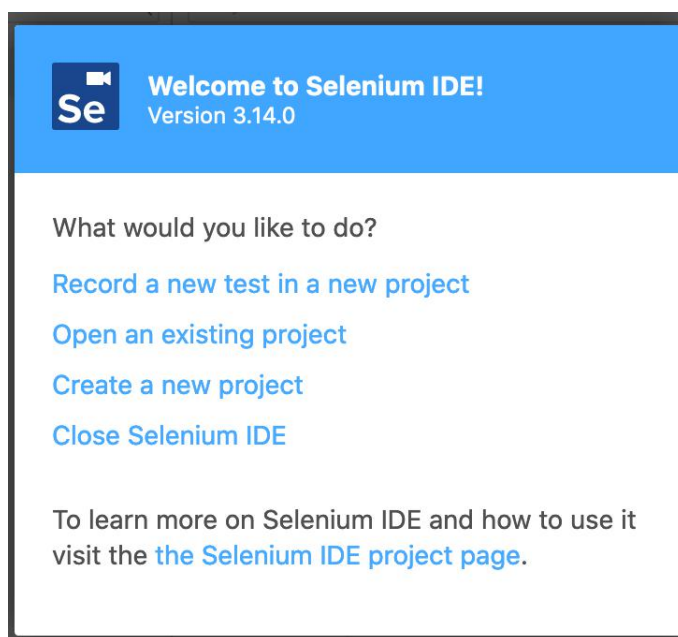 Se
Welcome to Selenium IDE!
Version 3.14.0
What would you like to do?
Record a new test in a new project
Open an existing project
Create a new project
Close Selenium IDE
To learn more on Selenium IDE and how to use it
visit the the Selenium IDE project page.